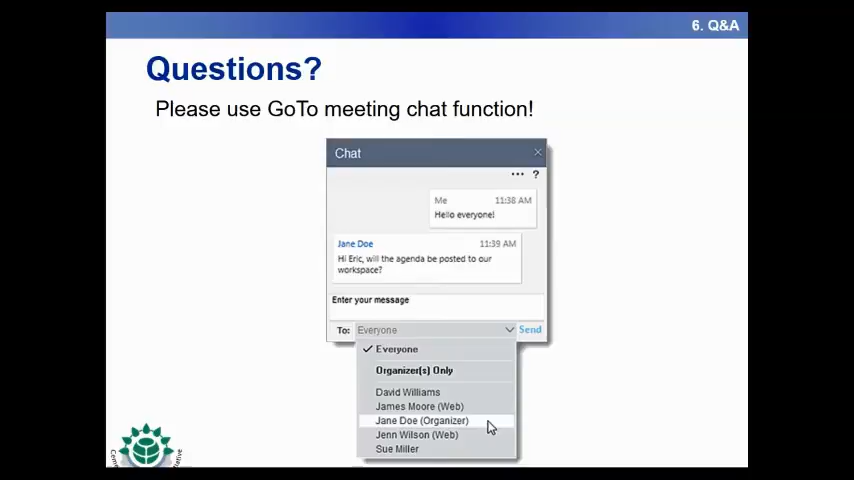 6. Q&A
Questions?
Please use GoTo meeting chat function!
Chat
Me 11:38 AM
Hello everyone!
Jane Doe 11:39 AM
Hi Eric, will the agenda be posted to our
workspace?
Enter your message
To: Everyone Send
Everyone
Organizer(s) Only
David Williams
James Moore (Web)
Jane Doe (Organizer)
Jenn Wilson (Web)
Sue Miller